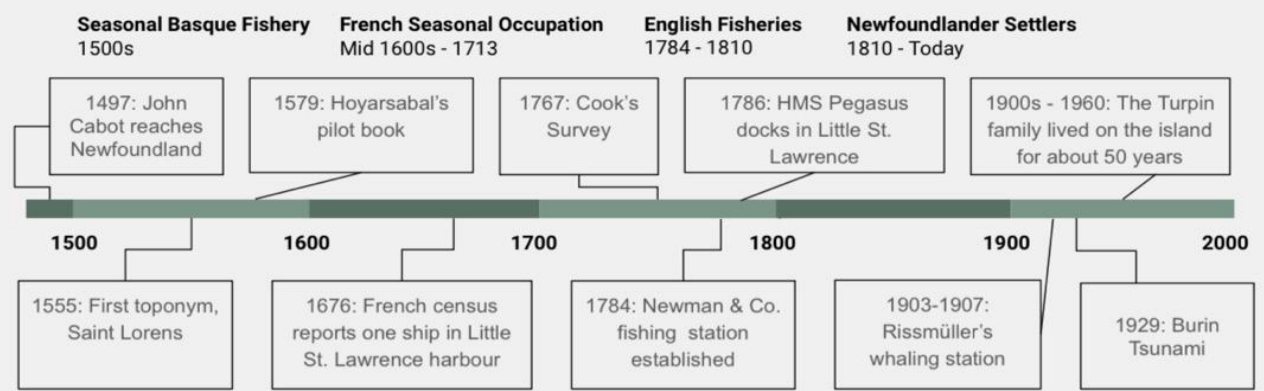 Seasonal Basque Fishery
1500s
French Seasonal Occupation
Mid 1600s - 1713
English Fisheries
1784 - 1810
Newfoundlander Settlers
1810 - Today
1497: John
Cabot reaches
Newfoundland
1579: Hoyarsabal's
pilot book
1767: Cook's
Survey
1786: HMS Pegasus
docks in Little St.
Lawrence
1900s - 1960: The Turpin
family lived on the island
for about 50 years
1500
1600
1700
1800
1900
2000
1555: First toponym,
Saint Lorens
1676: French census
reports one ship in Little
St. Lawrence harbour
1784: Newman & Co.
fishing station
established
1903-1907:
Rissmüller's
whaling station
1929: Burin
Tsunami